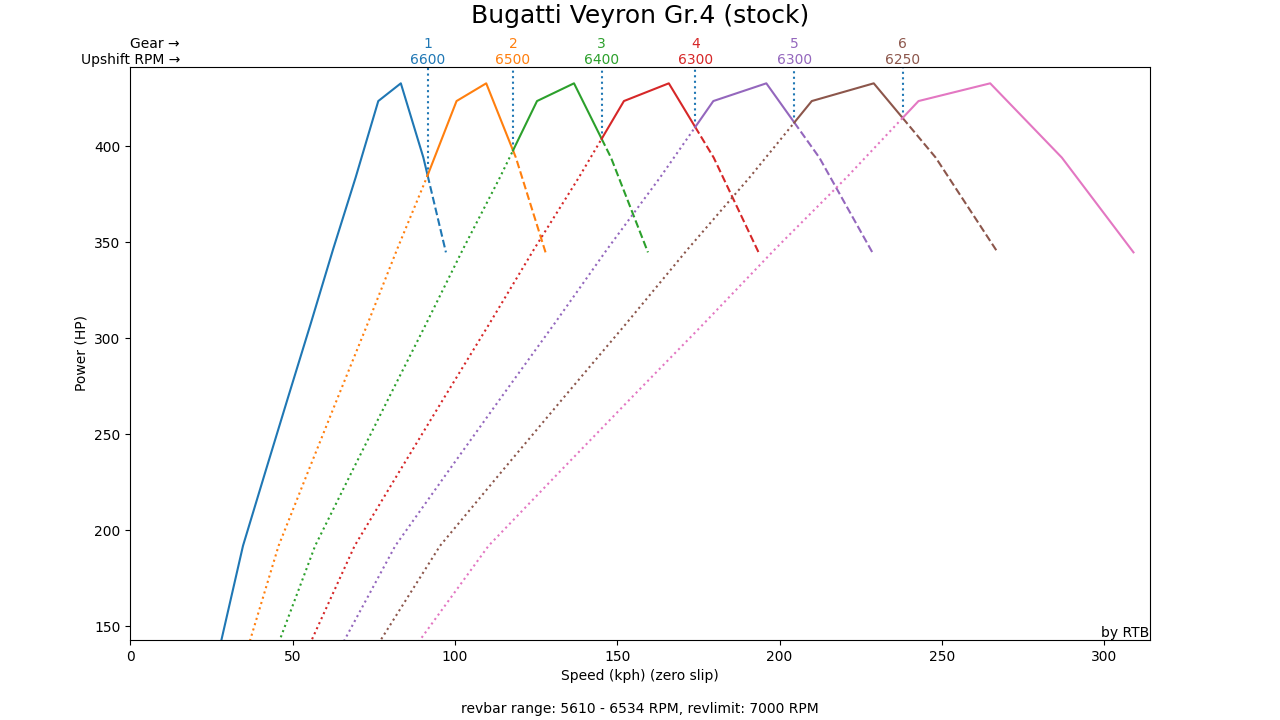 Bugatti Veyron Gr.4 (stock)
Gear → 1 2 3 4 5 6
Upshift RPM → 6600 6500 6400 6300 6300 6250
400
350
300
250
200
150
Power (HP)
by RTB
0 50 100 150 200 250 300
Speed (kph) (zero slip)
revbar range: 5610 - 6534 RPM, revlimit: 7000 RPM